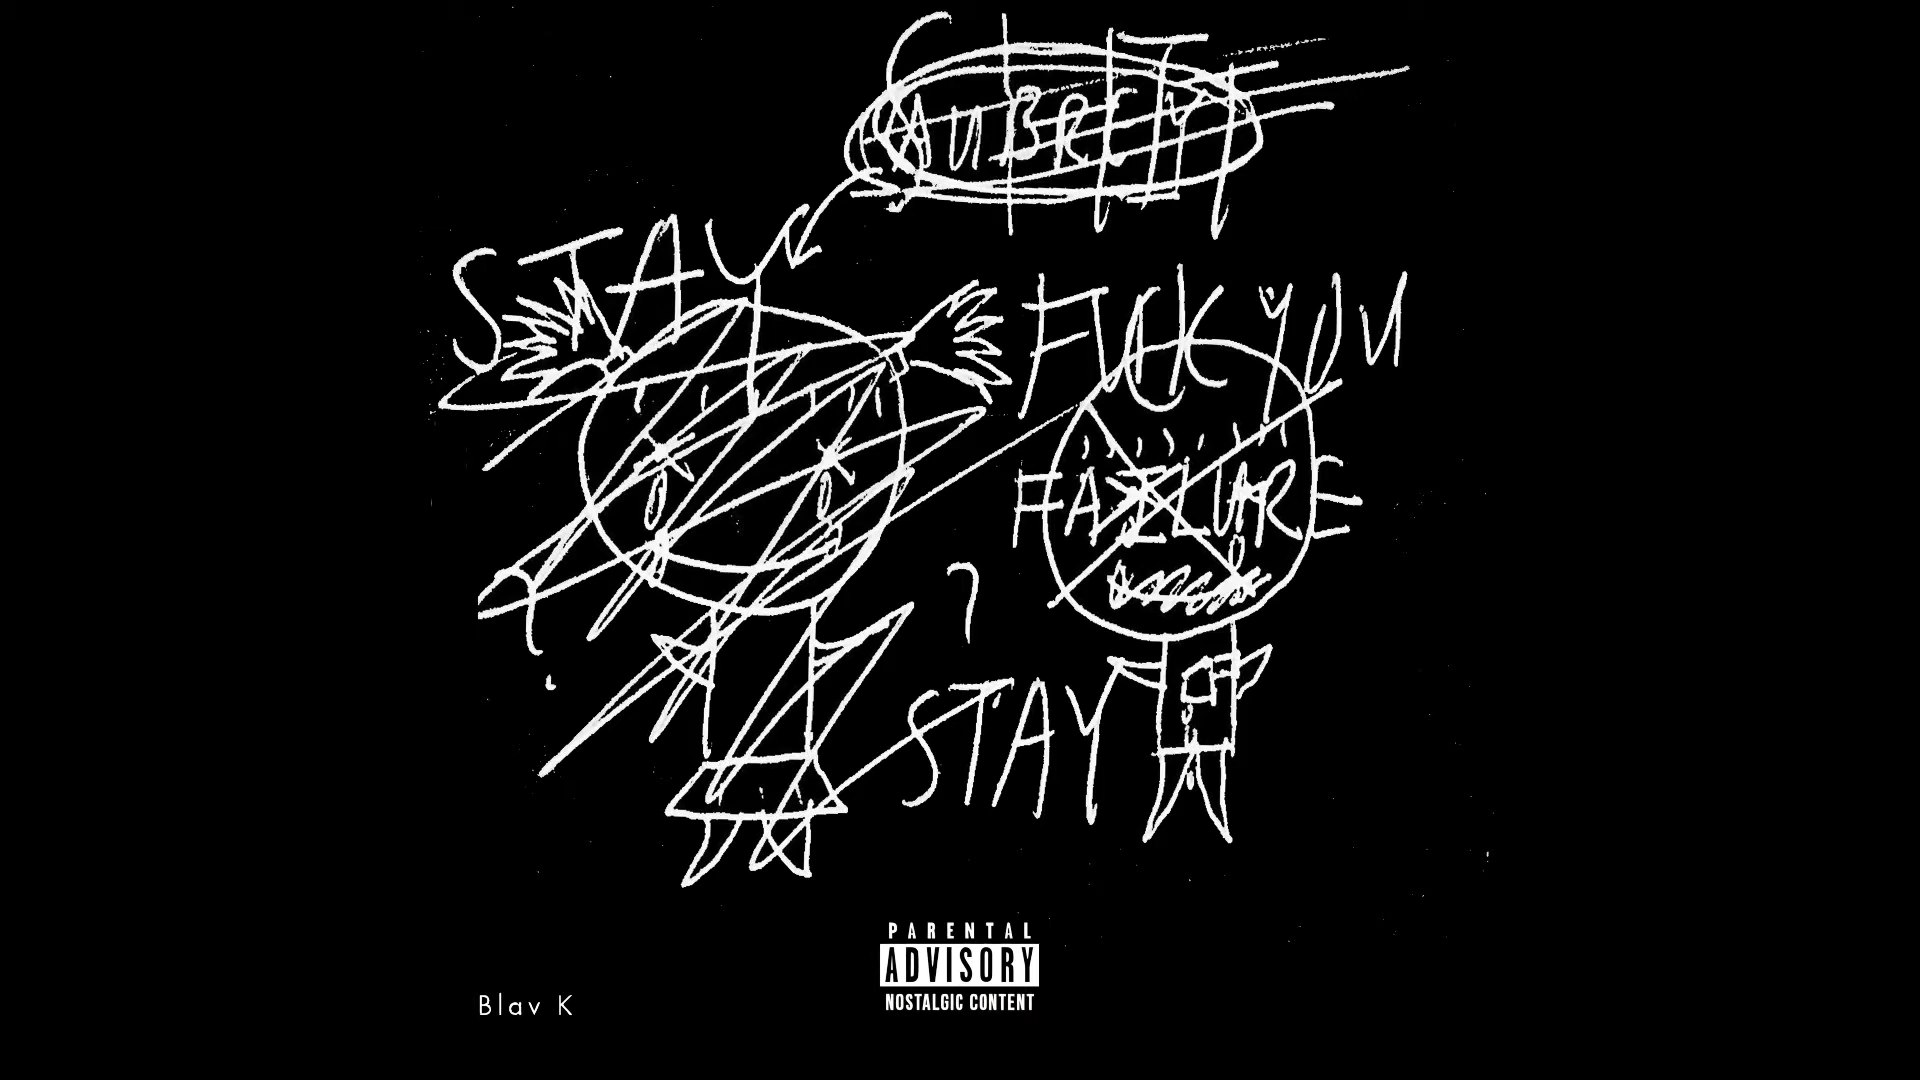 AUBREY
STAY
FUCK YOU
FAILURE
?
?
STAY
PARENTAL
ADVISORY
NOSTALGIC CONTENT
Blav K